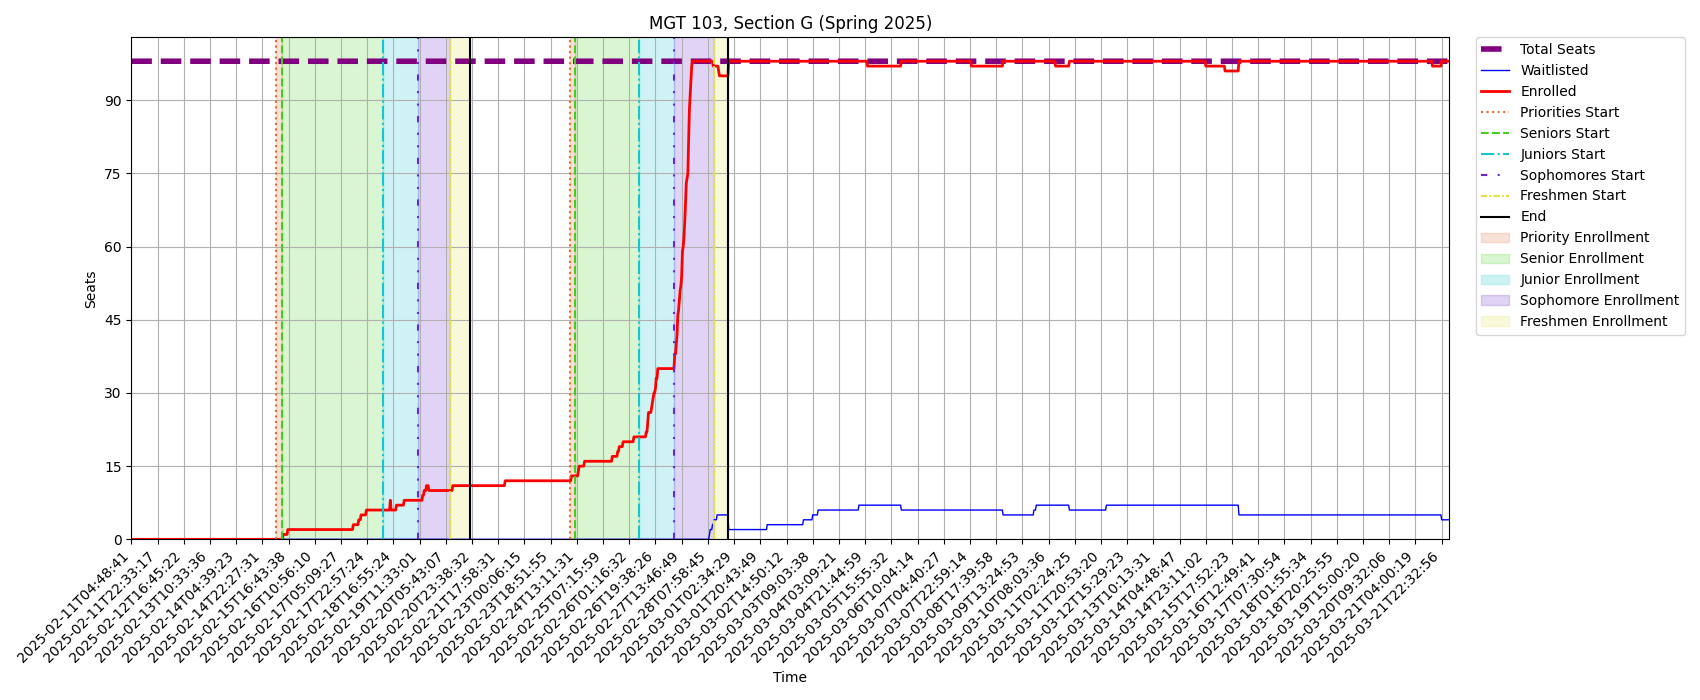 MGT 103, Section G (Spring 2025)
Total Seats
Waitlisted
Enrolled
Priorities Start
Seniors Start
Juniors Start
Sophomores Start
Freshmen Start
End
Priority Enrollment
Senior Enrollment
Junior Enrollment
Sophomore Enrollment
Freshmen Enrollment
Seats
90
75
60
45
30
15
0
2025-02-11T04:48:41
2025-02-11T22:33:17
2025-02-12T16:45:22
2025-02-13T10:33:36
2025-02-14T04:39:23
2025-02-14T22:27:31
2025-02-15T16:43:38
2025-02-16T10:56:10
2025-02-17T05:09:27
2025-02-17T22:57:24
2025-02-18T16:55:24
2025-02-19T11:33:01
2025-02-20T05:43:07
2025-02-20T23:38:32
2025-02-21T17:58:31
2025-02-23T00:06:15
2025-02-23T18:51:55
2025-02-24T13:11:31
2025-02-25T07:15:59
2025-02-26T01:16:32
2025-02-26T19:38:26
2025-02-27T13:46:49
2025-02-28T07:58:45
2025-03-01T02:34:29
2025-03-01T20:43:49
2025-03-02T14:50:12
2025-03-03T09:03:38
2025-03-04T03:09:21
2025-03-04T21:44:59
2025-03-05T15:55:32
2025-03-06T10:04:14
2025-03-07T04:40:27
2025-03-07T22:59:14
2025-03-08T17:39:58
2025-03-09T13:24:53
2025-03-10T08:03:36
2025-03-11T02:24:25
2025-03-11T20:53:20
2025-03-12T15:29:23
2025-03-13T10:13:31
2025-03-14T04:48:47
2025-03-14T23:11:02
2025-03-15T17:52:23
2025-03-16T12:49:41
2025-03-17T07:30:54
2025-03-18T01:55:34
2025-03-18T20:25:55
2025-03-19T15:00:20
2025-03-20T09:32:06
2025-03-21T04:00:19
2025-03-21T22:32:56
Time